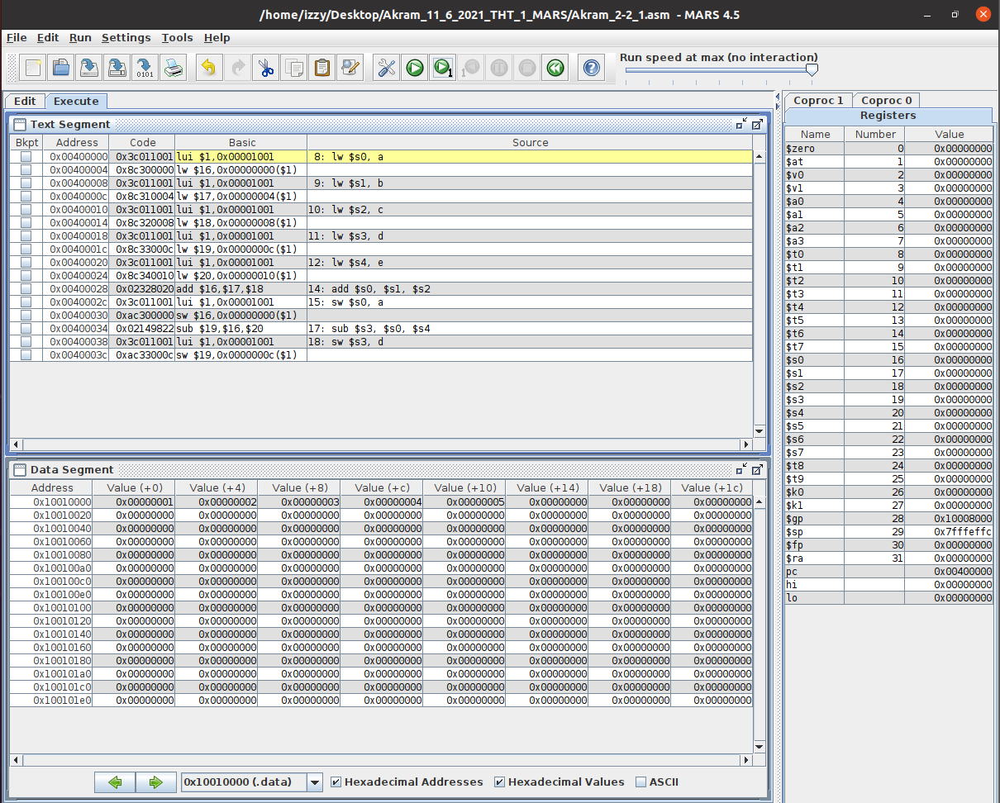 /home/izzy/Desktop/Akram_11_6_2021_THT_1_MARS/Akram_2-2_1.asm - MARS 4.5
File Edit Run Settings Tools Help
Run speed at max (no interaction)
Edit Execute
Text Segment
Bkpt Address Code Basic Source
0x00400000 0x3c011001 lui $1,0x00001001 8: lw $s0, a
0x00400004 0x8c300000 lw $16,0x00000000($1)
0x00400008 0x3c011001 lui $1,0x00001001 9: lw $s1, b
0x0040000c 0x8c310004 lw $17,0x00000004($1)
0x00400010 0x3c011001 lui $1,0x00001001 10: lw $s2, c
0x00400014 0x8c320008 lw $18,0x00000008($1)
0x00400018 0x3c011001 lui $1,0x00001001 11: lw $s3, d
0x0040001c 0x8c33000c lw $19,0x0000000c($1)
0x00400020 0x3c011001 lui $1,0x00001001 12: lw $s4, e
0x00400024 0x8c340010 lw $20,0x00000010($1)
0x00400028 0x02328020 add $16,$17,$18 14: add $s0, $s1, $s2
0x0040002c 0x3c011001 lui $1,0x00001001 15: sw $s0, a
0x00400030 0xac300000 sw $16,0x00000000($1)
0x00400034 0x02149822 sub $19,$16,$20 17: sub $s3, $s0, $s4
0x00400038 0x3c011001 lui $1,0x00001001 18: sw $s3, d
0x0040003c 0xac33000c sw $19,0x0000000c($1)
Data Segment
Address Value (+0) Value (+4) Value (+8) Value (+c) Value (+10) Value (+14) Value (+18) Value (+1c)
0x10010000 0x00000001 0x00000002 0x00000003 0x00000004 0x00000005 0x00000000 0x00000000 0x00000000
0x10010020 0x00000000 0x00000000 0x00000000 0x00000000 0x00000000 0x00000000 0x00000000 0x00000000
0x10010040 0x00000000 0x00000000 0x00000000 0x00000000 0x00000000 0x00000000 0x00000000 0x00000000
0x10010060 0x00000000 0x00000000 0x00000000 0x00000000 0x00000000 0x00000000 0x00000000 0x00000000
0x10010080 0x00000000 0x00000000 0x00000000 0x00000000 0x00000000 0x00000000 0x00000000 0x00000000
0x100100a0 0x00000000 0x00000000 0x00000000 0x00000000 0x00000000 0x00000000 0x00000000 0x00000000
0x100100c0 0x00000000 0x00000000 0x00000000 0x00000000 0x00000000 0x00000000 0x00000000 0x00000000
0x100100e0 0x00000000 0x00000000 0x00000000 0x00000000 0x00000000 0x00000000 0x00000000 0x00000000
0x10010100 0x00000000 0x00000000 0x00000000 0x00000000 0x00000000 0x00000000 0x00000000 0x00000000
0x10010120 0x00000000 0x00000000 0x00000000 0x00000000 0x00000000 0x00000000 0x00000000 0x00000000
0x10010140 0x00000000 0x00000000 0x00000000 0x00000000 0x00000000 0x00000000 0x00000000 0x00000000
0x10010160 0x00000000 0x00000000 0x00000000 0x00000000 0x00000000 0x00000000 0x00000000 0x00000000
0x10010180 0x00000000 0x00000000 0x00000000 0x00000000 0x00000000 0x00000000 0x00000000 0x00000000
0x100101a0 0x00000000 0x00000000 0x00000000 0x00000000 0x00000000 0x00000000 0x00000000 0x00000000
0x100101c0 0x00000000 0x00000000 0x00000000 0x00000000 0x00000000 0x00000000 0x00000000 0x00000000
0x100101e0 0x00000000 0x00000000 0x00000000 0x00000000 0x00000000 0x00000000 0x00000000 0x00000000
0x10010000 (.data) Hexadecimal Addresses Hexadecimal Values ASCII
Coproc 1 Coproc 0
Registers
Name Number Value
$zero 0 0x00000000
$at 1 0x00000000
$v0 2 0x00000000
$v1 3 0x00000000
$a0 4 0x00000000
$a1 5 0x00000000
$a2 6 0x00000000
$a3 7 0x00000000
$t0 8 0x00000000
$t1 9 0x00000000
$t2 10 0x00000000
$t3 11 0x00000000
$t4 12 0x00000000
$t5 13 0x00000000
$t6 14 0x00000000
$t7 15 0x00000000
$s0 16 0x00000000
$s1 17 0x00000000
$s2 18 0x00000000
$s3 19 0x00000000
$s4 20 0x00000000
$s5 21 0x00000000
$s6 22 0x00000000
$s7 23 0x00000000
$t8 24 0x00000000
$t9 25 0x00000000
$k0 26 0x00000000
$k1 27 0x00000000
$gp 28 0x10008000
$sp 29 0x7fffeffc
$fp 30 0x00000000
$ra 31 0x00000000
pc 0x00400000
hi 0x00000000
lo 0x00000000